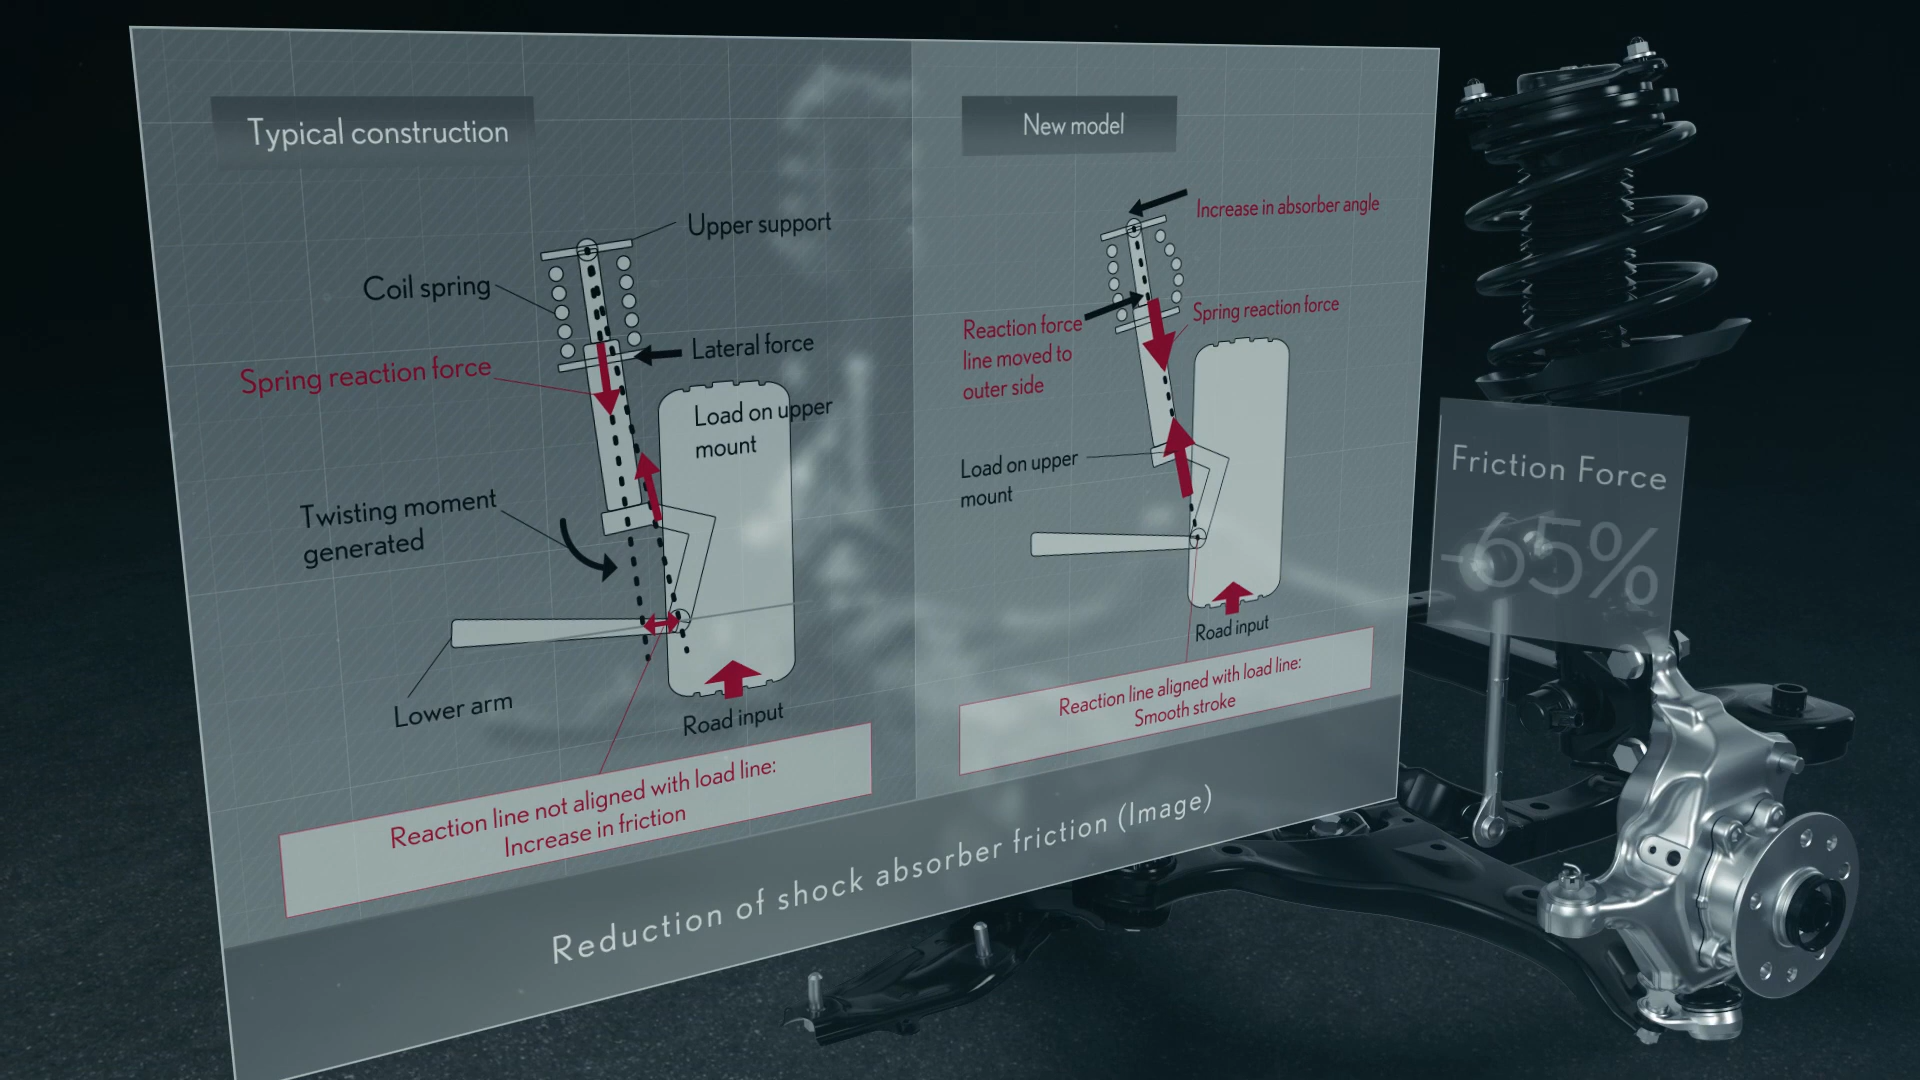 Typical construction
Upper support
Coil spring
Lateral force
Spring reaction force
Load on upper
mount
Twisting moment
generated
Lower arm
Road input
Reaction line not aligned with load line:
Increase in friction
New model
Increase in absorber angle
Spring reaction force
Reaction force
line moved to
outer side
Load on upper
mount
Road input
Reaction line aligned with load line:
Smooth stroke
Reduction of shock absorber friction (Image)
Friction Force
-65%